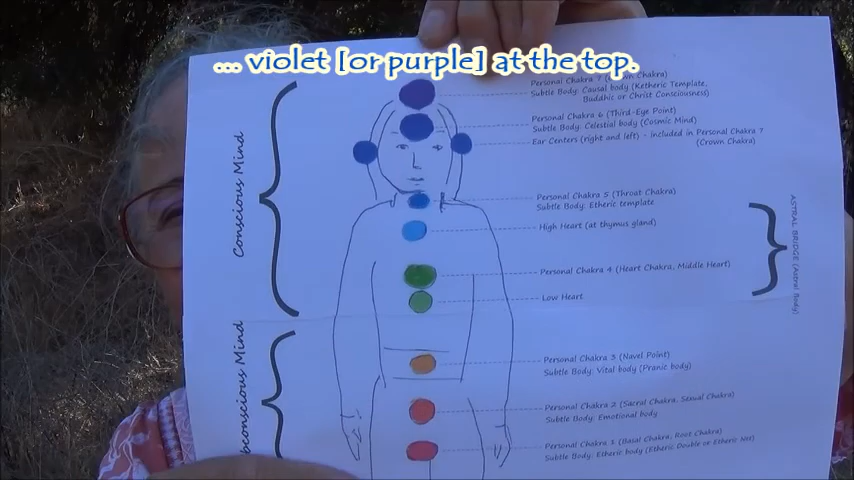 ... violet [or purple] at the top.
Personal Chakra 7 (Crown Chakra)
Subtle Body: Causal body (Ketheric Template,
Buddhic or Christ Consciousness)
Personal Chakra 6 (Third-Eye Point)
Subtle Body: Celestial body (Cosmic Mind)
Ear Centers (right and left) - included in Personal Chakra 7
(Crown Chakra)
Conscious Mind
Personal Chakra 5 (Throat Chakra)
Subtle Body: Etheric template
High Heart (at thymus gland)
ASTRAL BRIDGE (Astral Body)
Personal Chakra 4 (Heart Chakra, Middle Heart)
Low Heart
bconscious Mind
Personal Chakra 3 (Navel Point)
Subtle Body: Vital body (Pranic body)
Personal Chakra 2 (Sacral Chakra, Sexual Chakra)
Subtle Body: Emotional body
Personal Chakra 1 (Basal Chakra, Root Chakra)
Subtle Body: Etheric body (Etheric Double or Etheric Net)